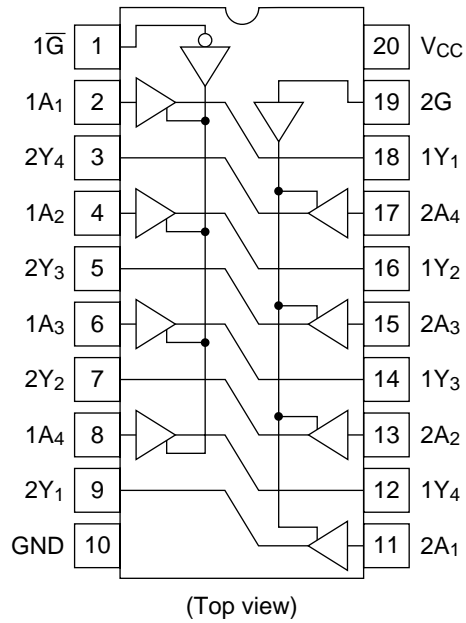 1G̅ 1 20 VCC
1A1 2 19 2G
2Y4 3 18 1Y1
1A2 4 17 2A4
2Y3 5 16 1Y2
1A3 6 15 2A3
2Y2 7 14 1Y3
1A4 8 13 2A2
2Y1 9 12 1Y4
GND 10 11 2A1
(Top view)